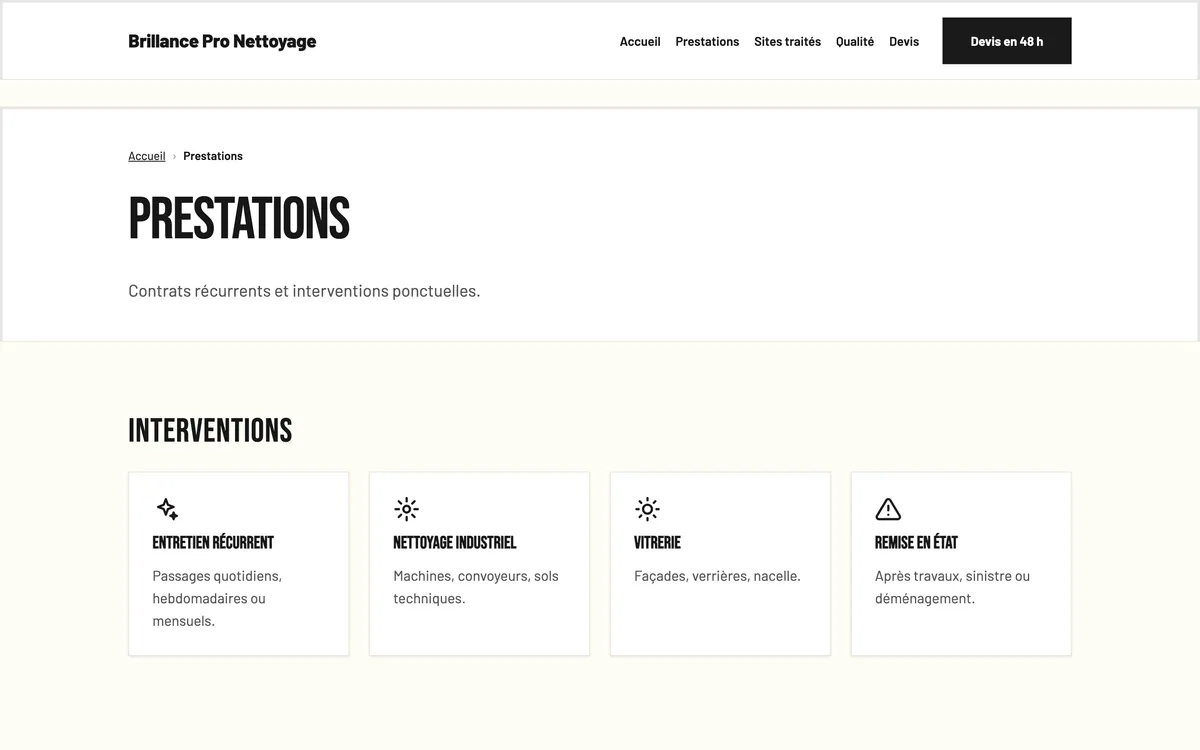 Brillance Pro Nettoyage
Accueil Prestations Sites traités Qualité Devis Devis en 48 h
Accueil › Prestations
PRESTATIONS
Contrats récurrents et interventions ponctuelles.
INTERVENTIONS
ENTRETIEN RÉCURRENT
Passages quotidiens,
hebdomadaires ou
mensuels.
NETTOYAGE INDUSTRIEL
Machines, convoyeurs, sols
techniques.
VITRERIE
Façades, verrières, nacelle.
REMISE EN ÉTAT
Après travaux, sinistre ou
déménagement.